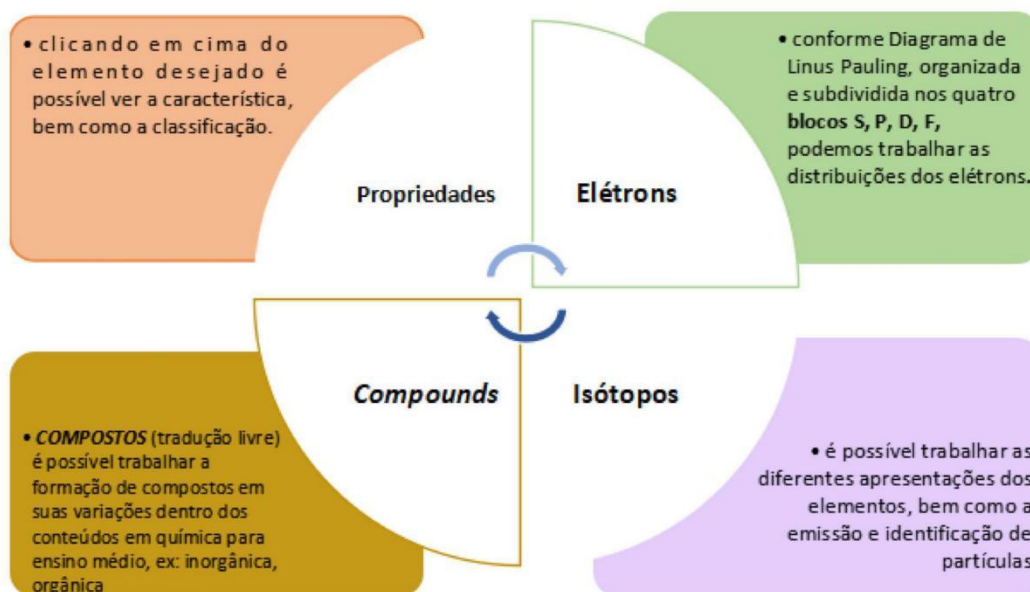 • clicando em cima do
elemento desejado é
possível ver a característica,
bem como a classificação.
Propriedades
• conforme Diagrama de
Linus Pauling, organizada
e subdividida nos quatro
blocos S, P, D, F,
podemos trabalhar as
distribuições dos elétrons.
Elétrons
Compounds
• COMPOSTOS (tradução livre)
é possível trabalhar a
formação de compostos em
suas variações dentro dos
conteúdos em química para
ensino médio, ex: inorgânica,
orgânica
Isótopos
• é possível trabalhar as
diferentes apresentações dos
elementos, bem como a
emissão e identificação de
partículas